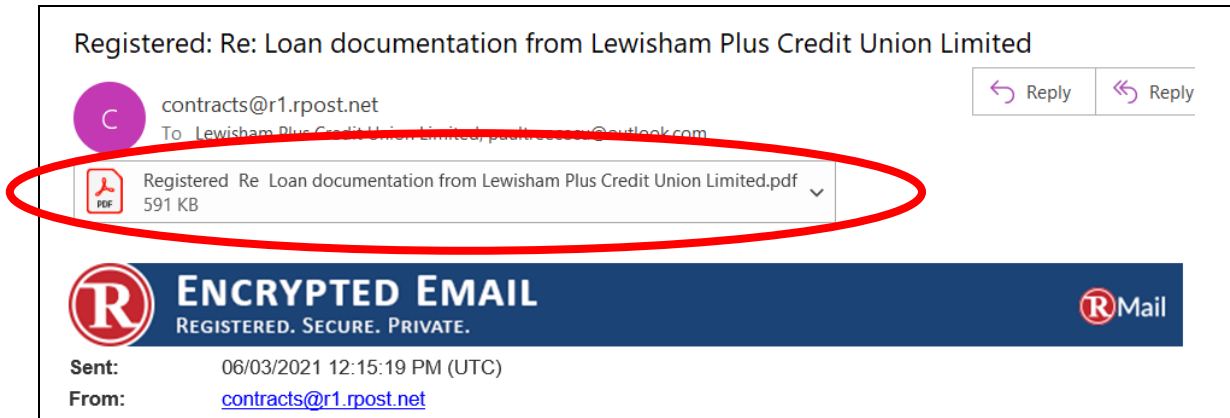 Registered: Re: Loan documentation from Lewisham Plus Credit Union Limited
Reply
Reply
C
contracts@r1.rpost.net
To Lewisham Plus Credit Union Limited;
Registered Re Loan documentation from Lewisham Plus Credit Union Limited.pdf
PDF
591 KB
R
ENCRYPTED EMAIL
REGISTERED. SECURE. PRIVATE.
RMail
Sent: 06/03/2021 12:15:19 PM (UTC)
From: contracts@r1.rpost.net